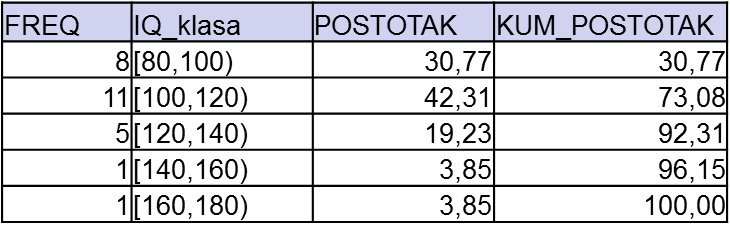 FREQ IQ_klasa POSTOTAK KUM_POSTOTAK
8 [80,100) 30,77 30,77
11 [100,120) 42,31 73,08
5 [120,140) 19,23 92,31
1 [140,160) 3,85 96,15
1 [160,180) 3,85 100,00